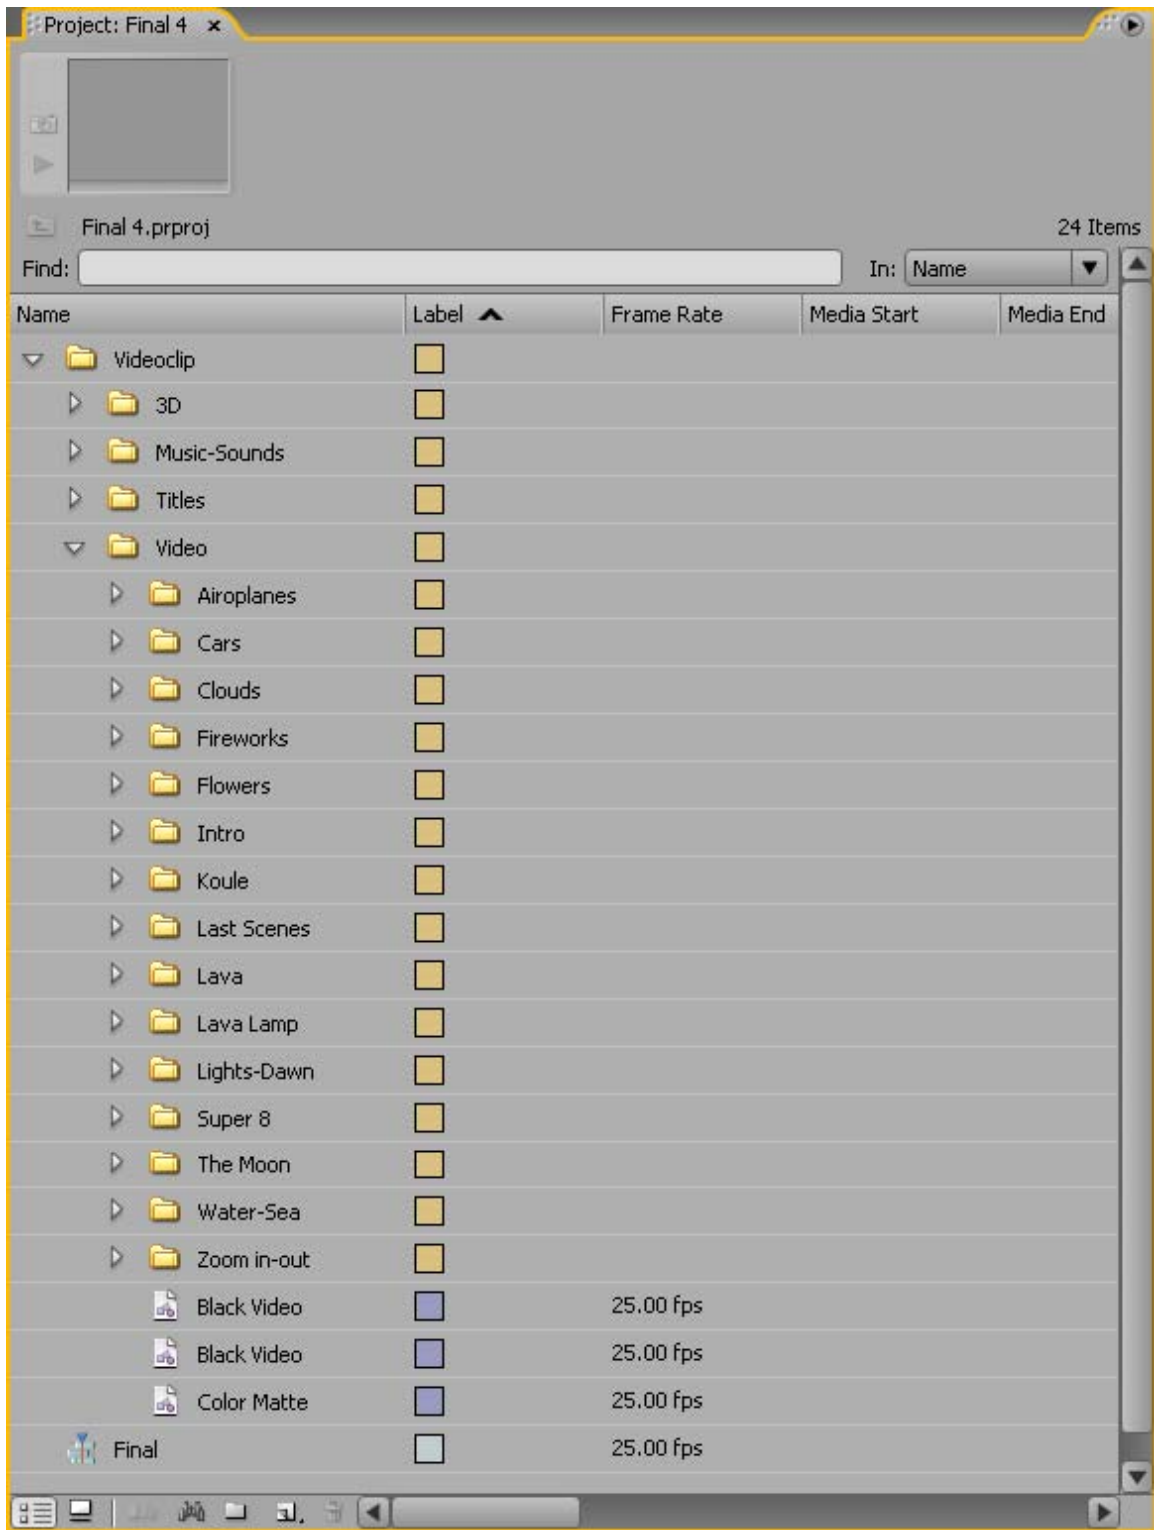 Project: Final 4 x
Final 4.prproj 24 Items
Find: In: Name
Name Label Frame Rate Media Start Media End
Videoclip
3D
Music-Sounds
Titles
Video
Airoplanes
Cars
Clouds
Fireworks
Flowers
Intro
Koule
Last Scenes
Lava
Lava Lamp
Lights-Dawn
Super 8
The Moon
Water-Sea
Zoom in-out
Black Video 25.00 fps
Black Video 25.00 fps
Color Matte 25.00 fps
Final 25.00 fps